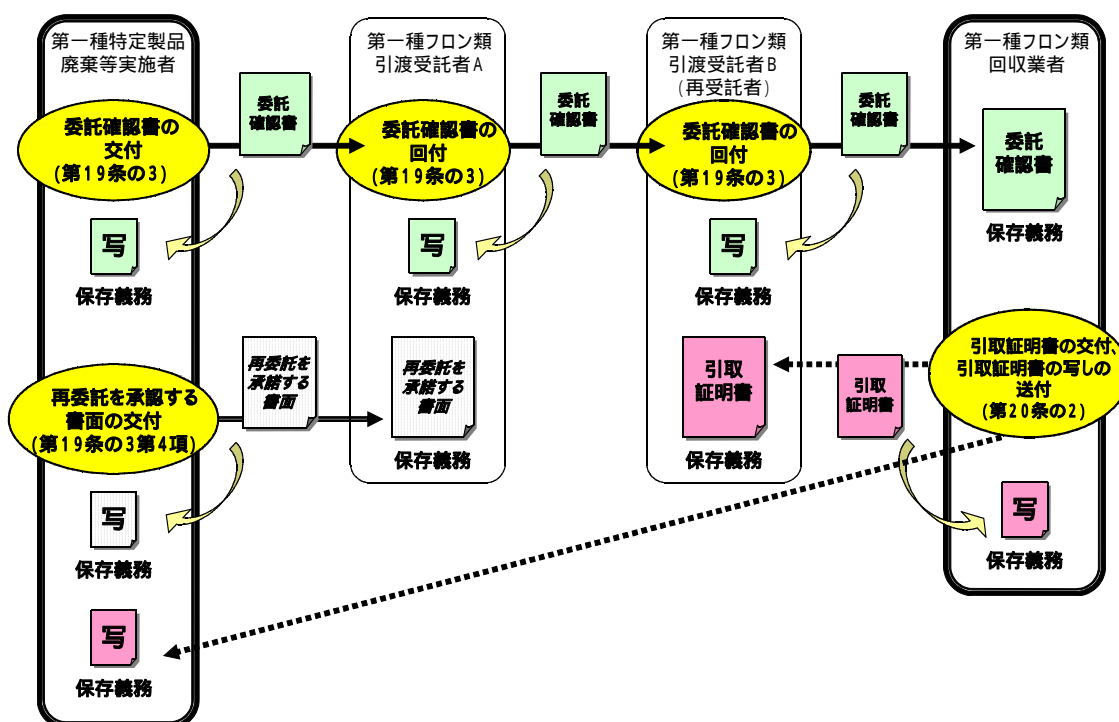 第一種特定製品
廃棄等実施者
第一種フロン類
引渡受託者A
第一種フロン類
引渡受託者B
(再受託者)
第一種フロン類
回収業者
委託確認書の
交付
(第19条の3)
委託
確認書
委託確認書の
回付
(第19条の3)
委託
確認書
委託確認書の
回付
(第19条の3)
委託
確認書
委託
確認書
保存義務
写
保存義務
写
保存義務
写
保存義務
再委託を承認する
書面の交付
(第19条の3第4項)
再委託を
承諾する
書面
再委託を
承諾する
書面
保存義務
引取
証明書
保存義務
引取
証明書
引取証明書の交付、
引取証明書の写しの
送付
(第20条の2)
写
保存義務
写
保存義務
写
保存義務